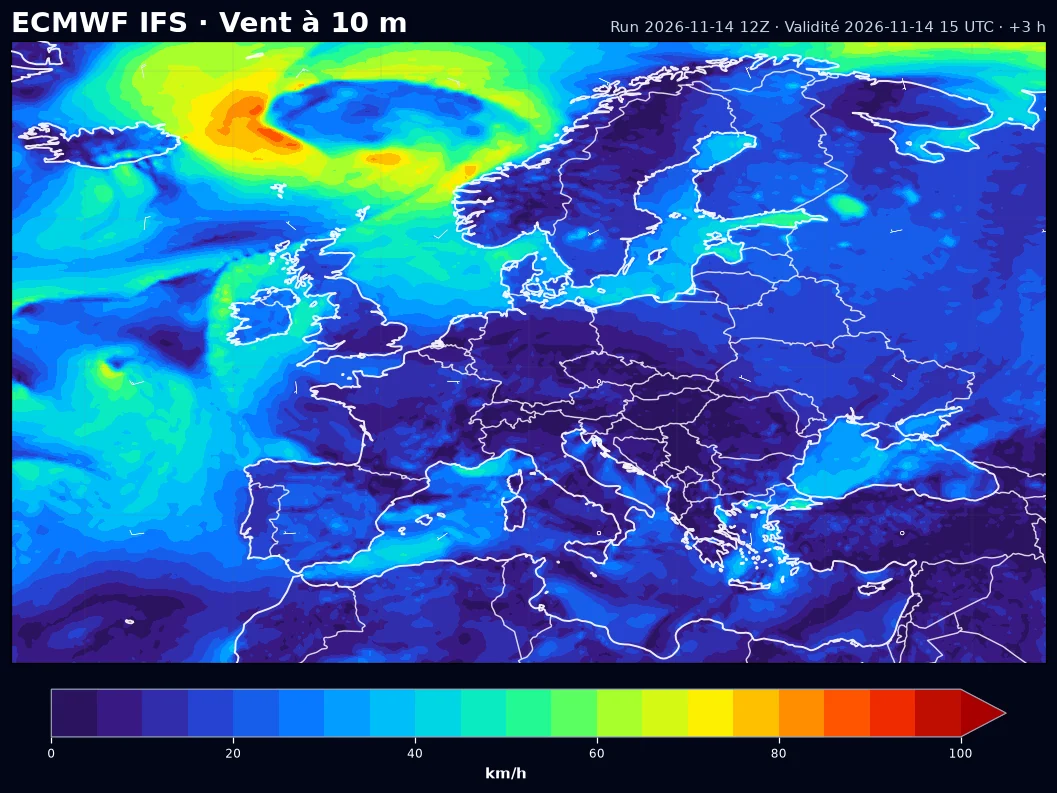 ECMWF IFS · Vent à 10 m
Run 2026-11-14 12Z · Validité 2026-11-14 15 UTC · +3 h
0 20 40 60 80 100
km/h